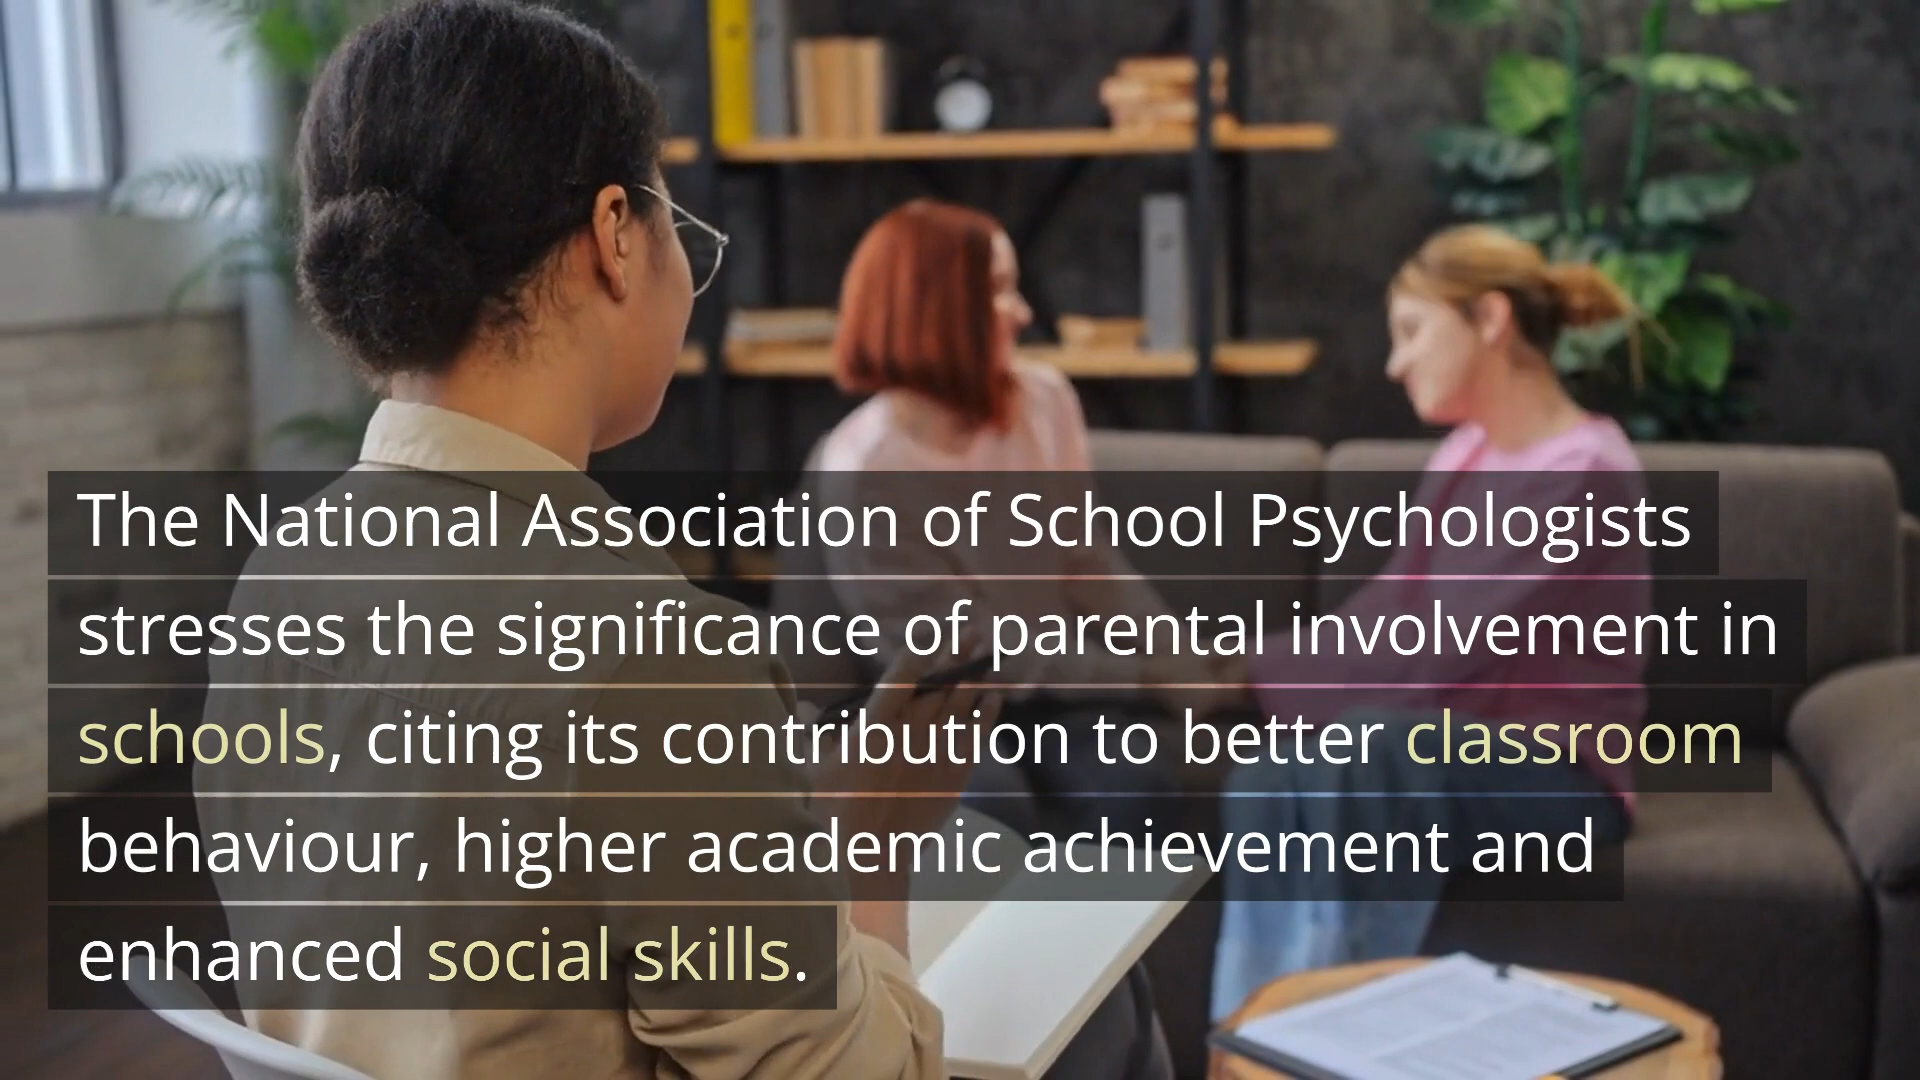 The National Association of School Psychologists
stresses the significance of parental involvement in
schools, citing its contribution to better classroom
behaviour, higher academic achievement and
enhanced social skills.